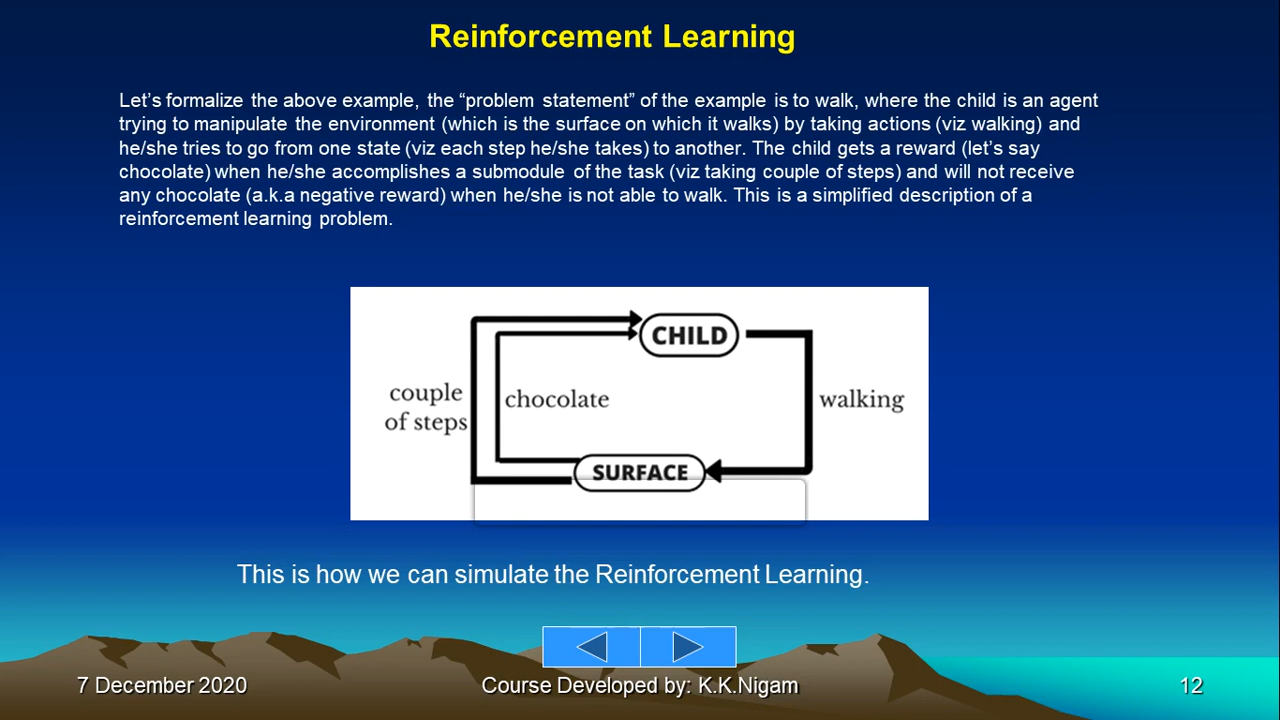 Reinforcement Learning
Let’s formalize the above example, the “problem statement” of the example is to walk, where the child is an agent
trying to manipulate the environment (which is the surface on which it walks) by taking actions (viz walking) and
he/she tries to go from one state (viz each step he/she takes) to another. The child gets a reward (let’s say
chocolate) when he/she accomplishes a submodule of the task (viz taking couple of steps) and will not receive
any chocolate (a.k.a negative reward) when he/she is not able to walk. This is a simplified description of a
reinforcement learning problem.
CHILD
couple
of steps
chocolate
walking
SURFACE
This is how we can simulate the Reinforcement Learning.
7 December 2020
Course Developed by: K.K.Nigam
12